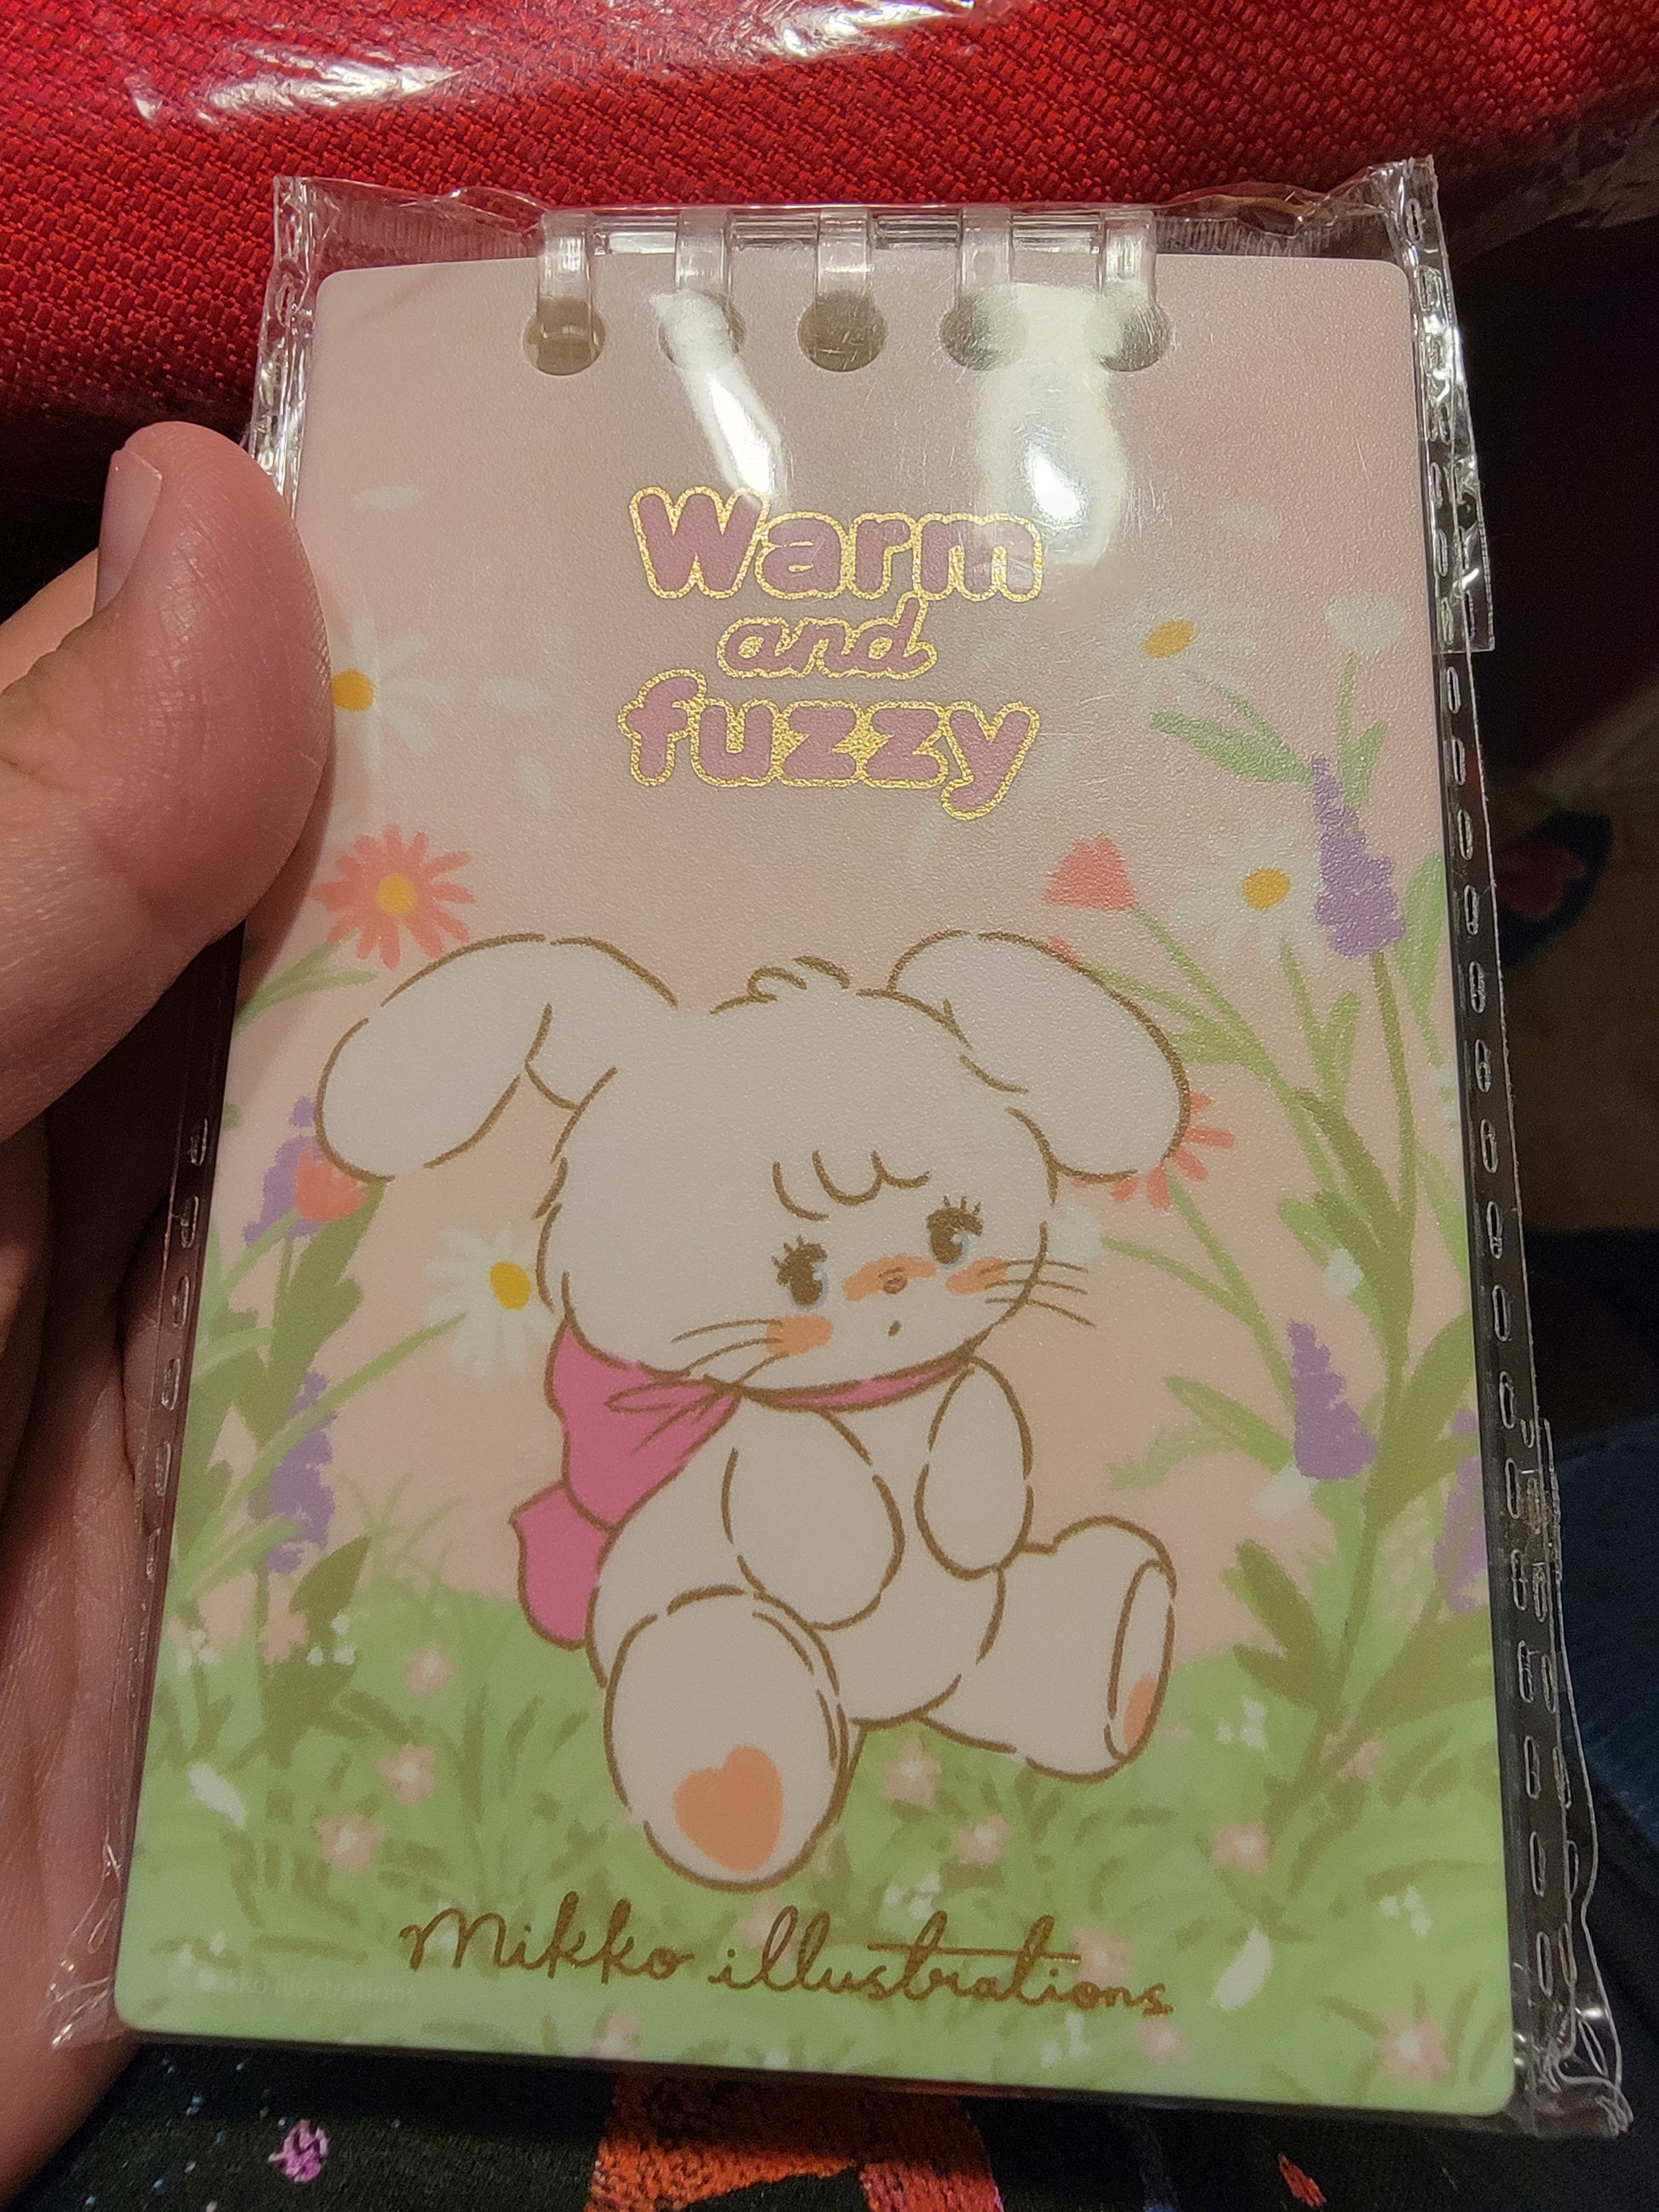 Warm
and
fuzzy
Mikko illustrations